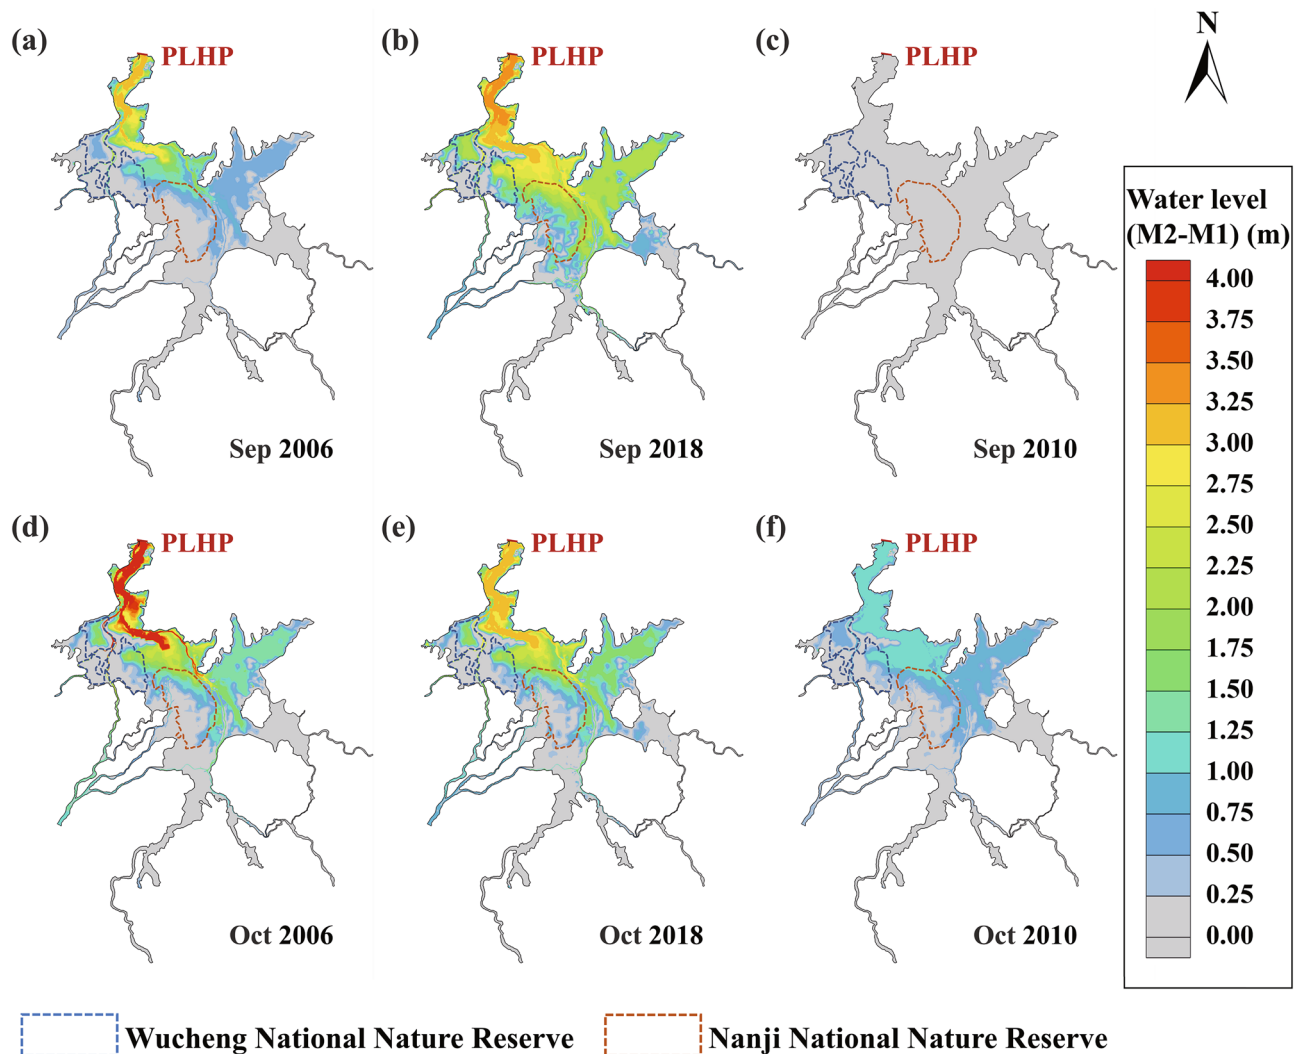 (a)
PLHP
Sep 2006
(b)
PLHP
Sep 2018
(c)
PLHP
Sep 2010
N
(d)
PLHP
Oct 2006
(e)
PLHP
Oct 2018
(f)
PLHP
Oct 2010
Water level
(M2-M1) (m)
4.00
3.75
3.50
3.25
3.00
2.75
2.50
2.25
2.00
1.75
1.50
1.25
1.00
0.75
0.50
0.25
0.00
Wucheng National Nature Reserve
Nanji National Nature Reserve